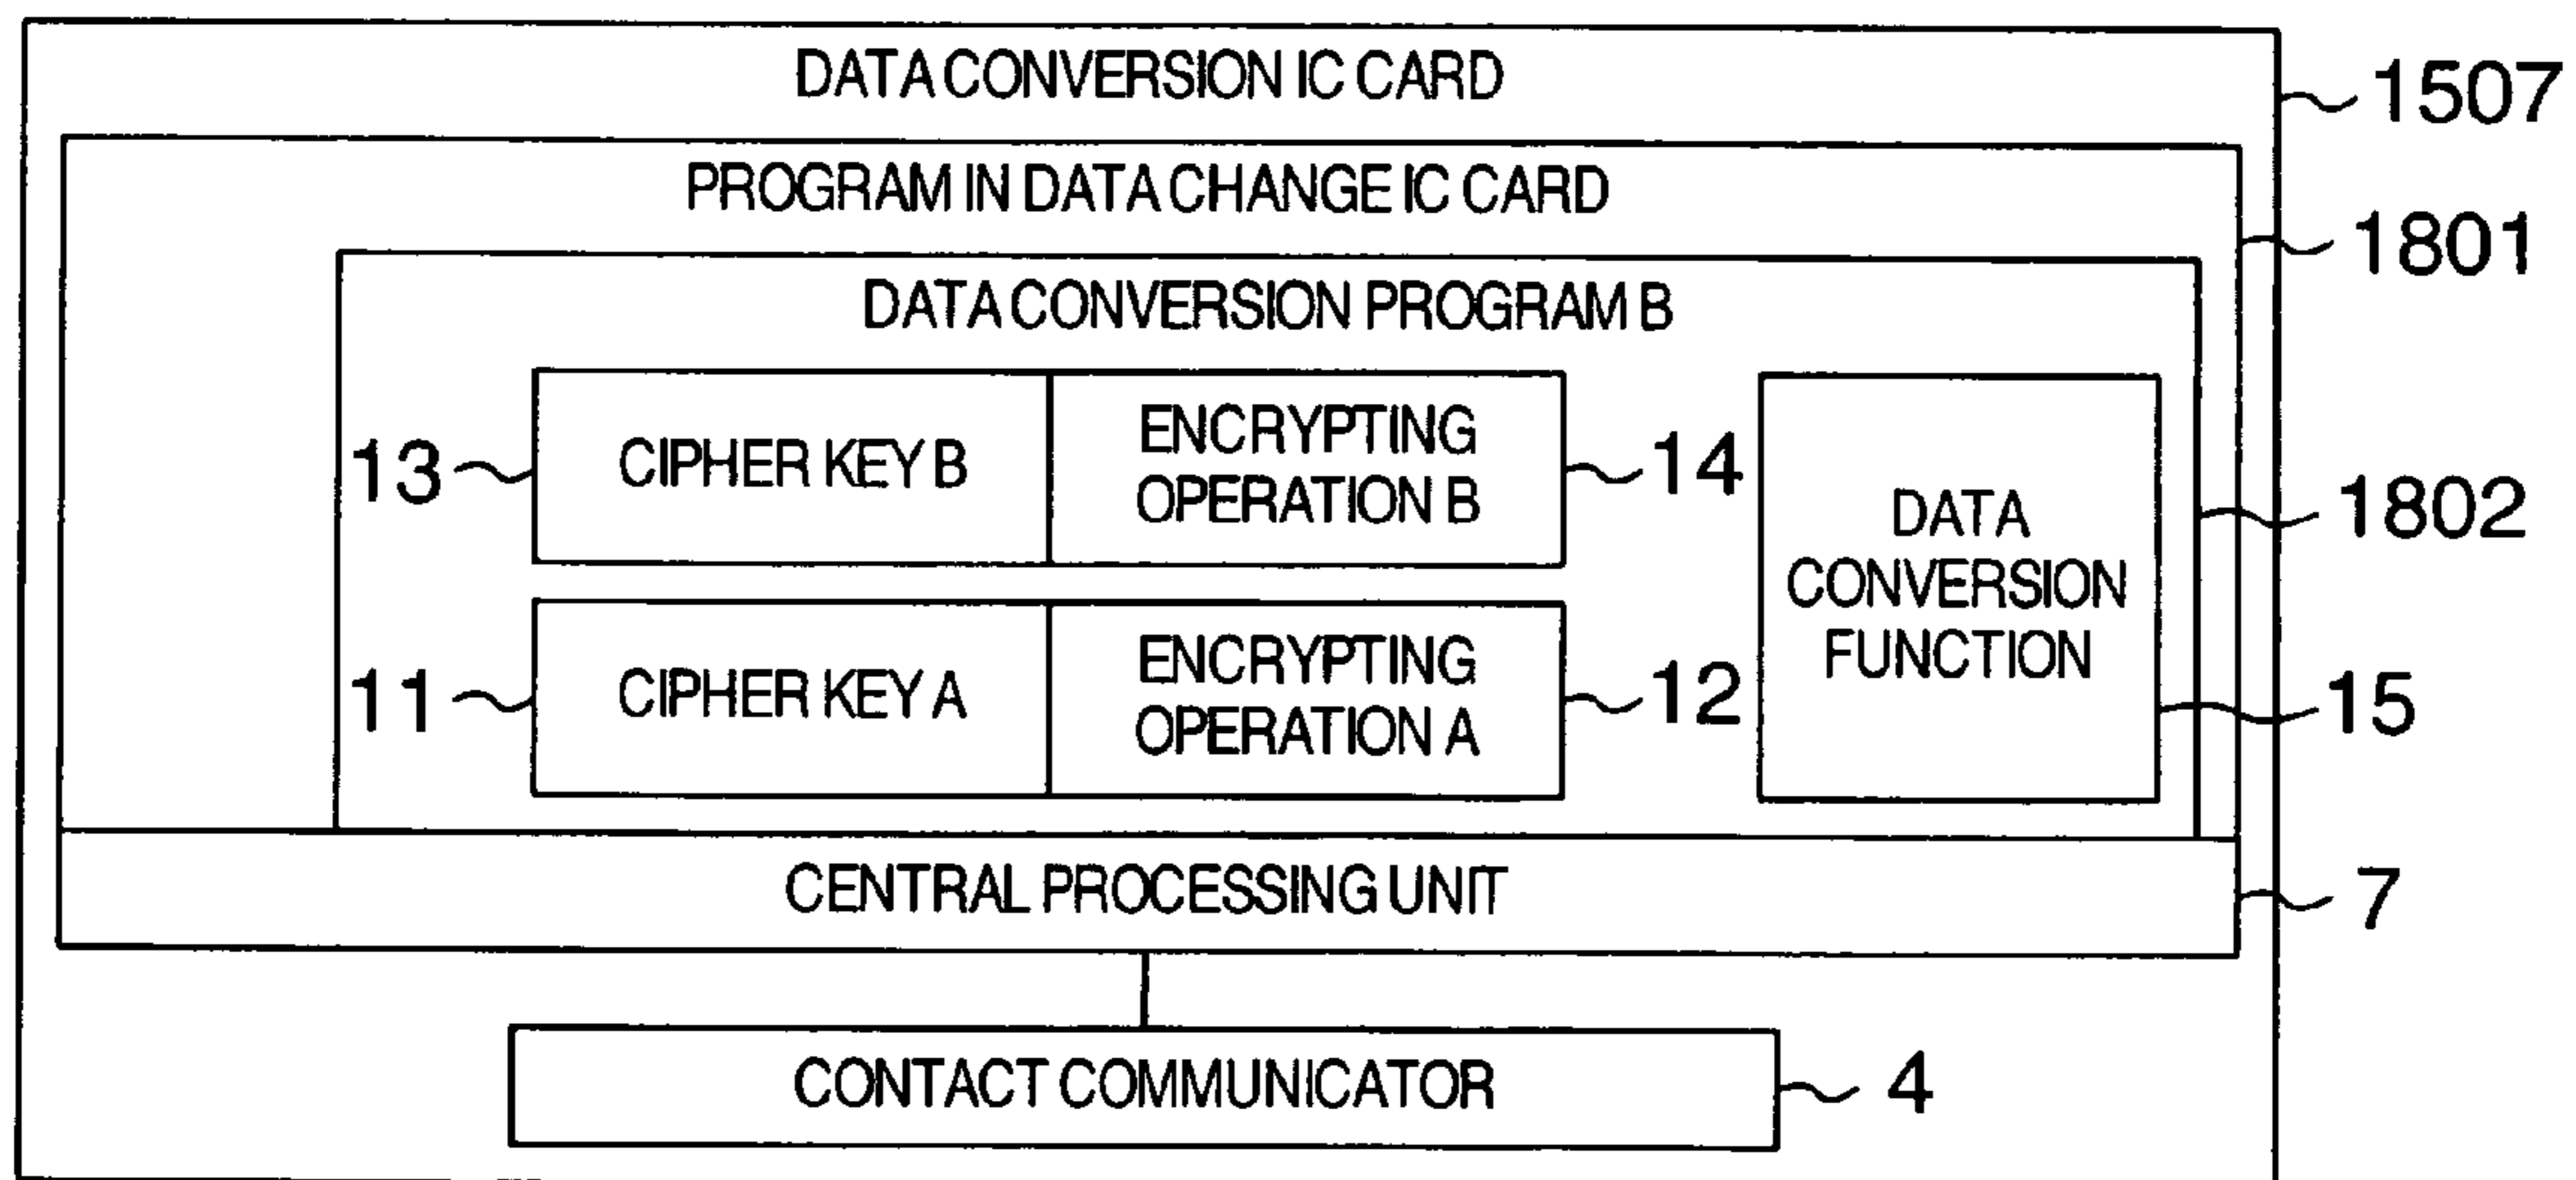 DATA CONVERSION IC CARD
1507
PROGRAM IN DATA CHANGE IC CARD
1801
DATA CONVERSION PROGRAM B
13
CIPHER KEY B
ENCRYPTING
OPERATION B
14
DATA
CONVERSION
FUNCTION
1802
11
CIPHER KEY A
ENCRYPTING
OPERATION A
12
15
CENTRAL PROCESSING UNIT
7
CONTACT COMMUNICATOR
4